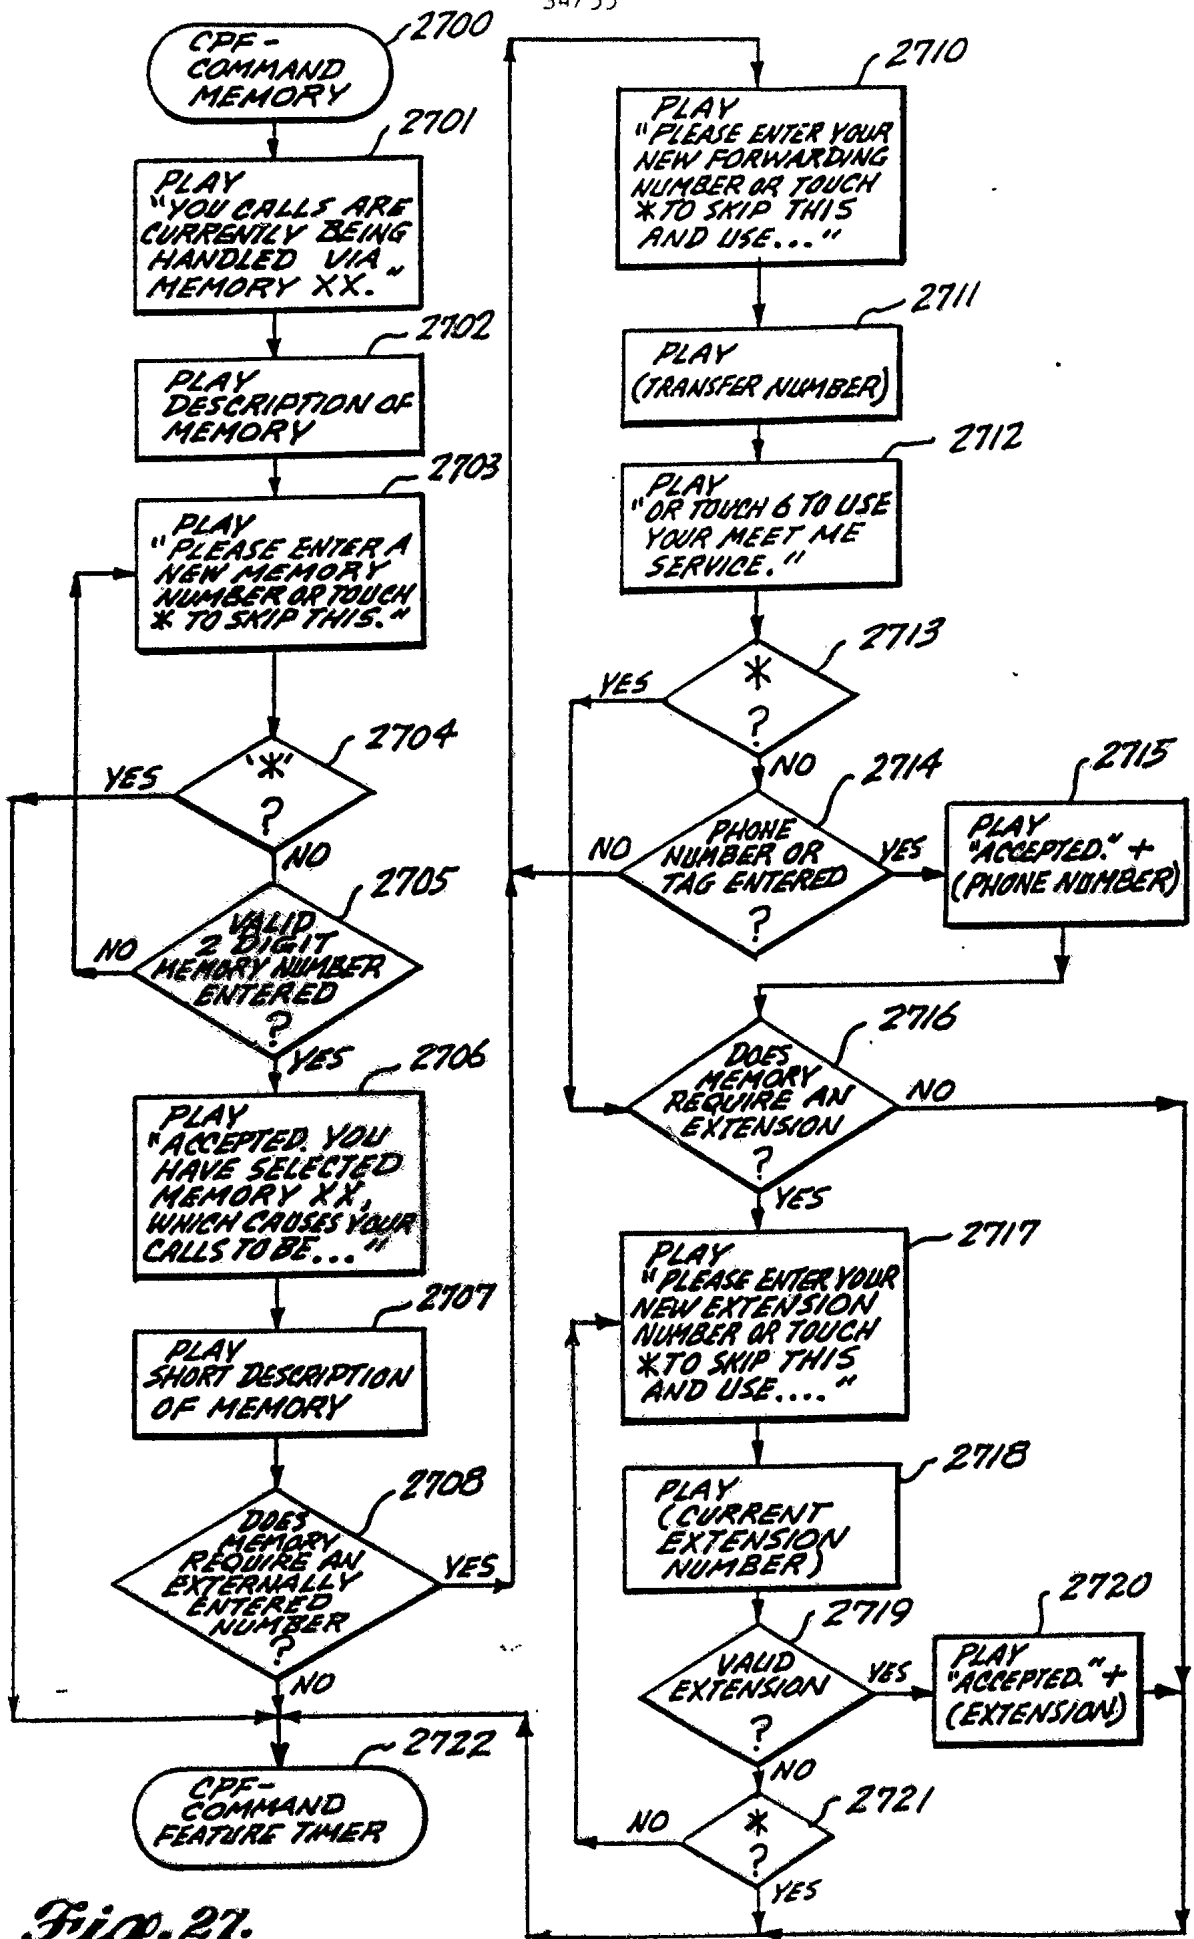 34/55
CPF-
COMMAND
MEMORY
2700
2701
PLAY
"YOU CALLS ARE
CURRENTLY BEING
HANDLED VIA
MEMORY XX."
2702
PLAY
DESCRIPTION OF
MEMORY
2703
PLAY
"PLEASE ENTER A
NEW MEMORY
NUMBER OR TOUCH
* TO SKIP THIS."
2704
'*'
?
YES
NO
2705
VALID
2 DIGIT
MEMORY NUMBER
ENTERED
?
NO
YES
2706
PLAY
"ACCEPTED. YOU
HAVE SELECTED
MEMORY XX,
WHICH CAUSES YOUR
CALLS TO BE..."
2707
PLAY
SHORT DESCRIPTION
OF MEMORY
2708
DOES
MEMORY
REQUIRE AN
EXTERNALLY
ENTERED
NUMBER
?
YES
NO
2722
CPF-
COMMAND
FEATURE TIMER
2710
PLAY
"PLEASE ENTER YOUR
NEW FORWARDING
NUMBER OR TOUCH
* TO SKIP THIS
AND USE..."
2711
PLAY
(TRANSFER NUMBER)
2712
PLAY
"OR TOUCH 6 TO USE
YOUR MEET ME
SERVICE."
2713
*
?
YES
NO
2714
PHONE
NUMBER OR
TAG ENTERED
?
NO
YES
2715
PLAY
"ACCEPTED." +
(PHONE NUMBER)
2716
DOES
MEMORY
REQUIRE AN
EXTENSION
?
NO
YES
2717
PLAY
"PLEASE ENTER YOUR
NEW EXTENSION
NUMBER OR TOUCH
* TO SKIP THIS
AND USE...."
2718
PLAY
(CURRENT
EXTENSION
NUMBER)
2719
VALID
EXTENSION
?
YES
NO
2720
PLAY
"ACCEPTED." +
(EXTENSION)
2721
*
?
NO
YES
Fig. 27.